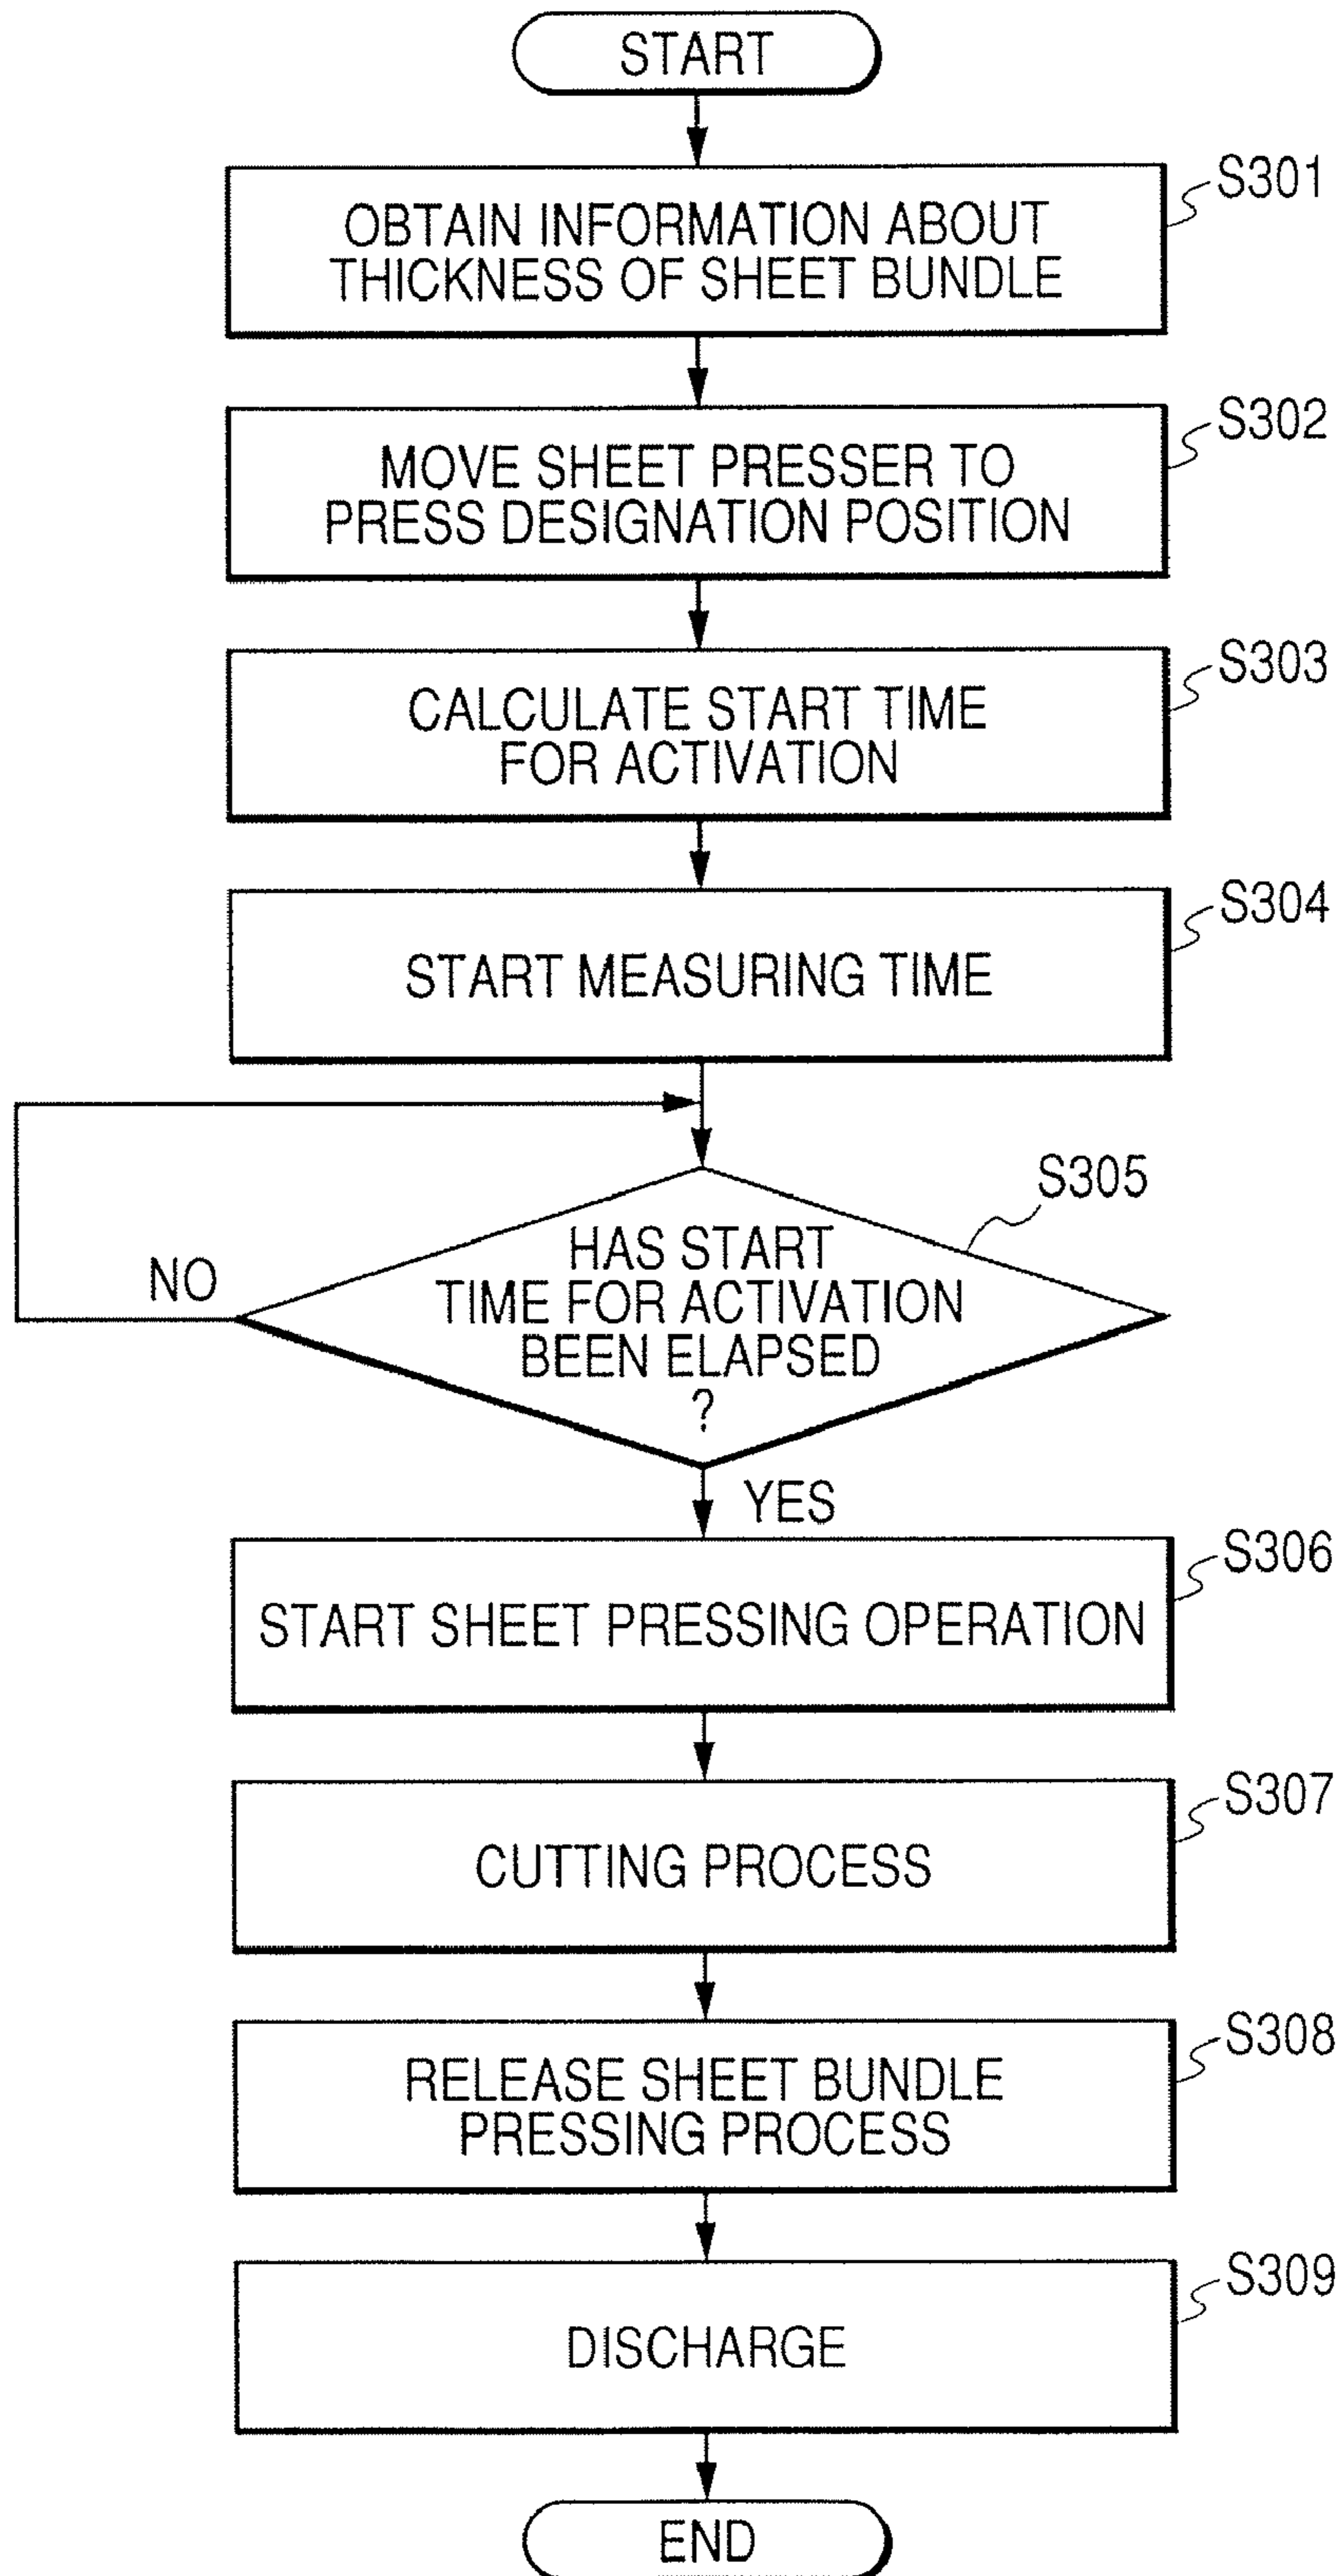 START
S301
OBTAIN INFORMATION ABOUT
THICKNESS OF SHEET BUNDLE
S302
MOVE SHEET PRESSER TO
PRESS DESIGNATION POSITION
S303
CALCULATE START TIME
FOR ACTIVATION
S304
START MEASURING TIME
S305
HAS START
TIME FOR ACTIVATION
BEEN ELAPSED
?
NO
YES
S306
START SHEET PRESSING OPERATION
S307
CUTTING PROCESS
S308
RELEASE SHEET BUNDLE
PRESSING PROCESS
S309
DISCHARGE
END